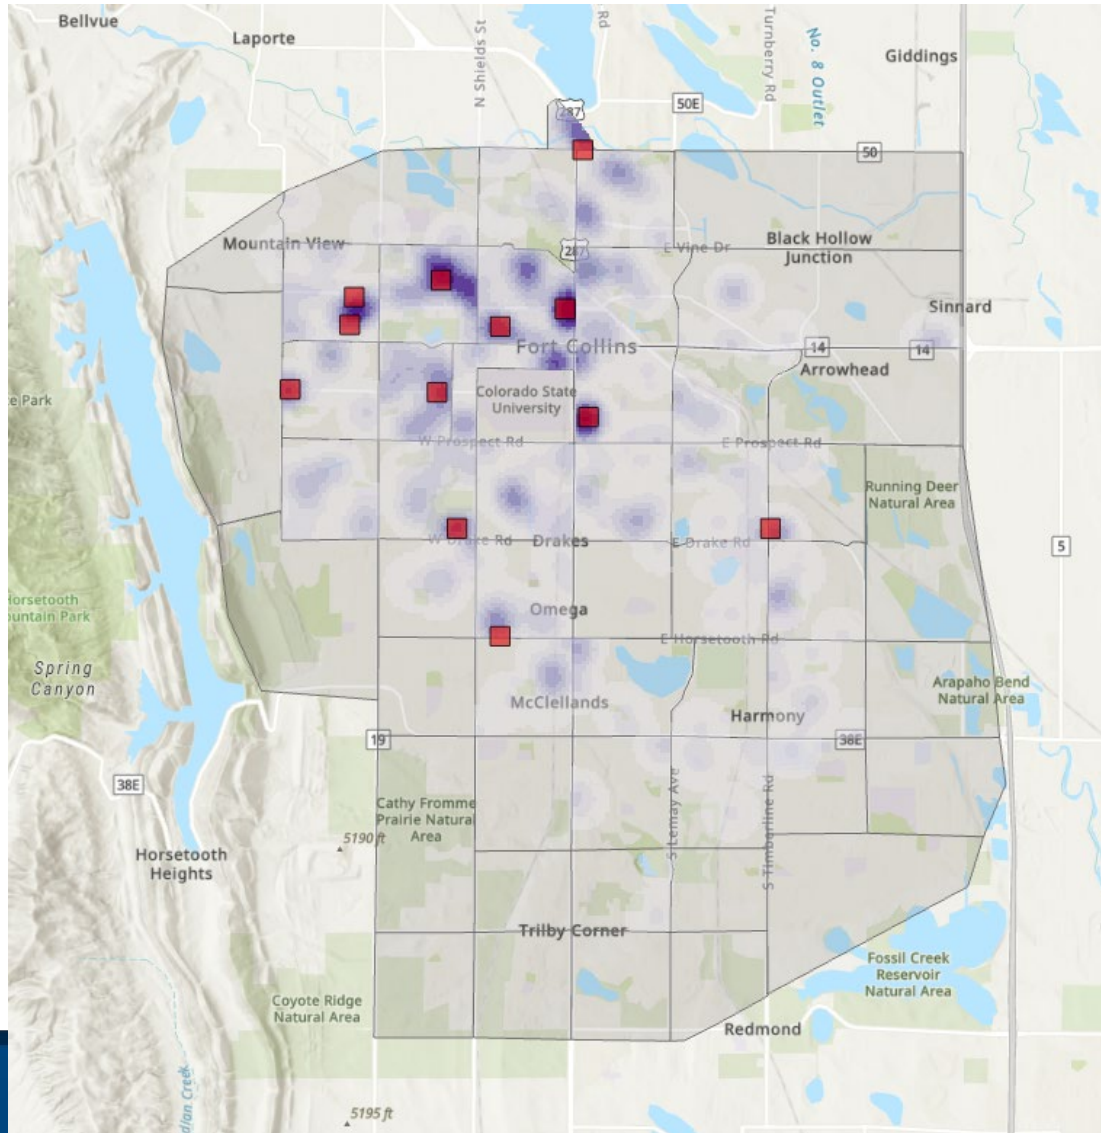 Bellvue
Laporte
N Shields St
Rd
Turnberry Rd
No. 8 Outlet
Giddings
287
50E
50
Mountain View
287
E Vine Dr
Black Hollow
Junction
Sinnard
Fort Collins
14
14
Arrowhead
te Park
Colorado State
University
W Prospect Rd
E Prospect Rd
Running Deer
Natural Area
W Drake Rd
Drakes
E Drake Rd
5
Horsetooth
ountain Park
Omega
E Horsetooth Rd
Spring
Canyon
McClellands
Arapaho Bend
Natural Area
Harmony
19
38E
38E
S Lemay Ave
S Timberline Rd
Cathy Fromme
Prairie Natural
Area
5190 ft
Horsetooth
Heights
Trilby Corner
Fossil Creek
Reservoir
Natural Area
Coyote Ridge
Natural Area
Redmond
dian Creek
5195 ft